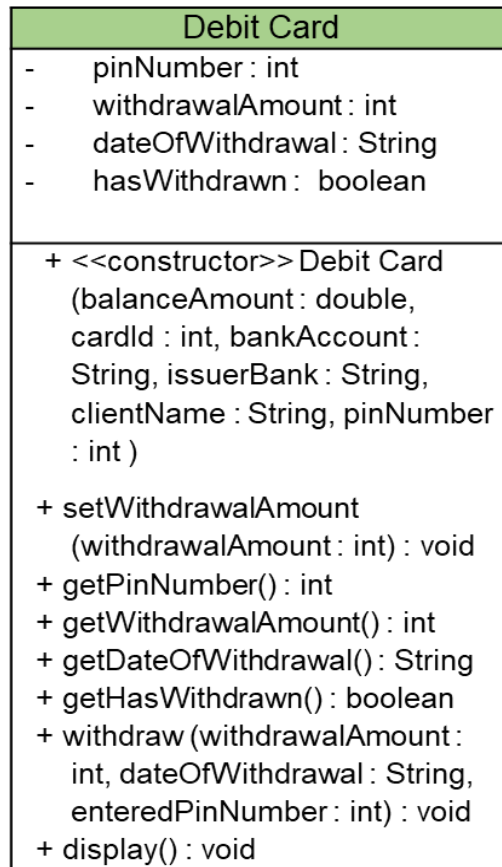 Debit Card
- pinNumber : int
- withdrawalAmount : int
- dateOfWithdrawal : String
- hasWithdrawn : boolean
+ <<constructor>> Debit Card
(balanceAmount : double,
cardId : int, bankAccount :
String, issuerBank : String,
clientName : String, pinNumber
: int )
+ setWithdrawalAmount
(withdrawalAmount : int) : void
+ getPinNumber() : int
+ getWithdrawalAmount() : int
+ getDateOfWithdrawal() : String
+ getHasWithdrawn() : boolean
+ withdraw (withdrawalAmount :
int, dateOfWithdrawal : String,
enteredPinNumber : int) : void
+ display() : void